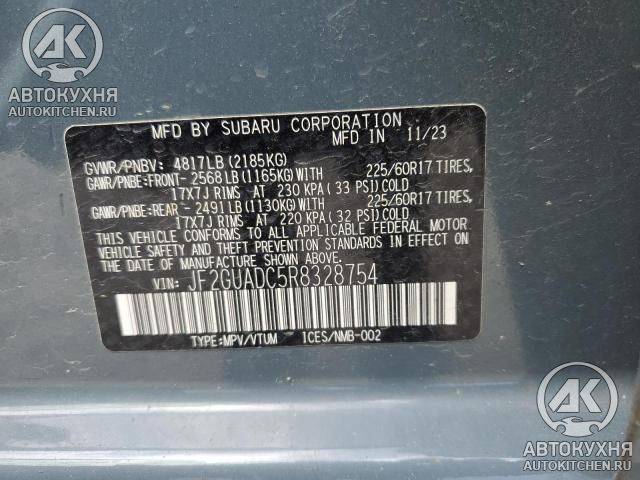 AK
АВТОКУХНЯ
AUTOKITCHEN.RU
MFD BY SUBARU CORPORATION
MFD IN 11/23
GVWR/PNBV: 4817LB(2185KG)
GAWR/PNBE:FRONT-2568LB(1165KG)WITH 225/60R17 TIRES,
17X7J RIMS AT 230 KPA(33 PSI)COLD
GAWR/PNBE:REAR -2491LB(1130KG)WITH 225/60R17 TIRES,
17X7J RIMS AT 220 KPA(32 PSI)COLD
THIS VEHICLE CONFORMS TO ALL APPLICABLE FEDERAL MOTOR
VEHICLE SAFETY AND THEFT PREVENTION STANDARDS IN EFFECT
ON THE DATE OF MANUFACTURE SHOWN ABOVE.
VIN: JF2GUADC5R8328754
TYPE:MPV/VTUM ICES/NMB-002
AK
АВТОКУХНЯ
AUTOKITCHEN.RU